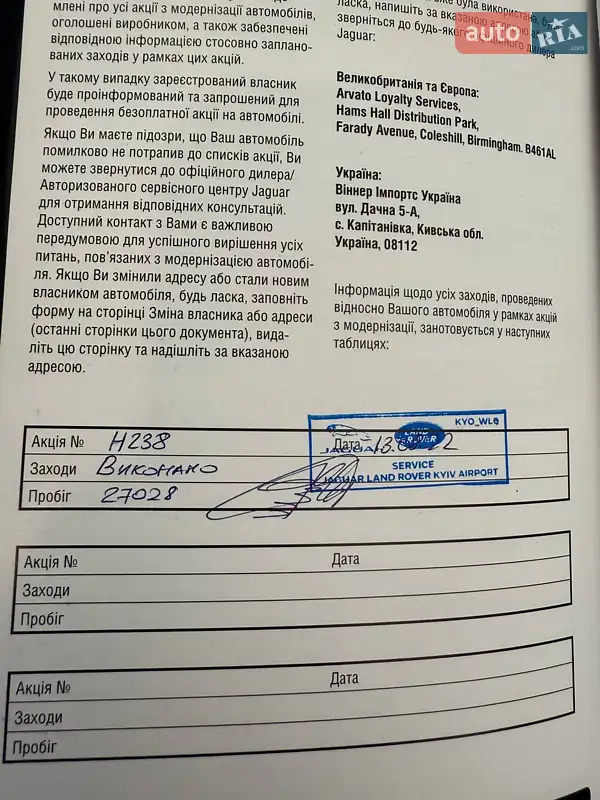 млені про усі акції з модернізації автомобілів,
оголошені виробником, а також забезпечені
відповідною інформацією стосовно заплано-
ваних заходів у рамках цих акцій.
У такому випадку зареєстрований власник
буде проінформований та запрошений для
проведення безоплатної акції на автомобілі.
Якщо Ви маєте підозри, що Ваш автомобіль
помилково не потрапив до списків акції, Ви
можете звернутися до офіційного дилера/
Авторизованого сервісного центру Jaguar
для отримання відповідних консультацій.
Доступний контакт з Вами є важливою
передумовою для успішного вирішення усіх
питань, пов’язаних з модернізацією автомобі-
ля. Якщо Ви змінили адресу або стали новим
власником автомобіля, будь ласка, заповніть
форму на сторінці Зміна власника або адреси
(останні сторінки цього документа), вида-
літь цю сторінку та надішліть за вказаною
адресою.
була використана,
ласка, напишіть за вказаною
зверніться до будь-якого дилера
Jaguar:
auto RIA .com
Великобританія та Європа:
Arvato Loyalty Services,
Hams Hall Distribution Park,
Farady Avenue, Coleshill, Birmingham. B461AL
Україна:
Віннер Імпортс Україна
вул. Дачна 5-А,
с. Капітанівка, Київська обл.
Україна, 08112
Інформація щодо усіх заходів, проведених
відносно Вашого автомобіля у рамках акцій
з модернізації, занотовується у наступних
таблицях:
Акція № H238 Дата
Заходи Виконано
Пробіг 27028
KYO_WLQ
JAGUAR LAND ROVER
SERVICE
JAGUAR LAND ROVER KYIV AIRPORT
Акція № Дата
Заходи
Пробіг
Акція № Дата
Заходи
Пробіг